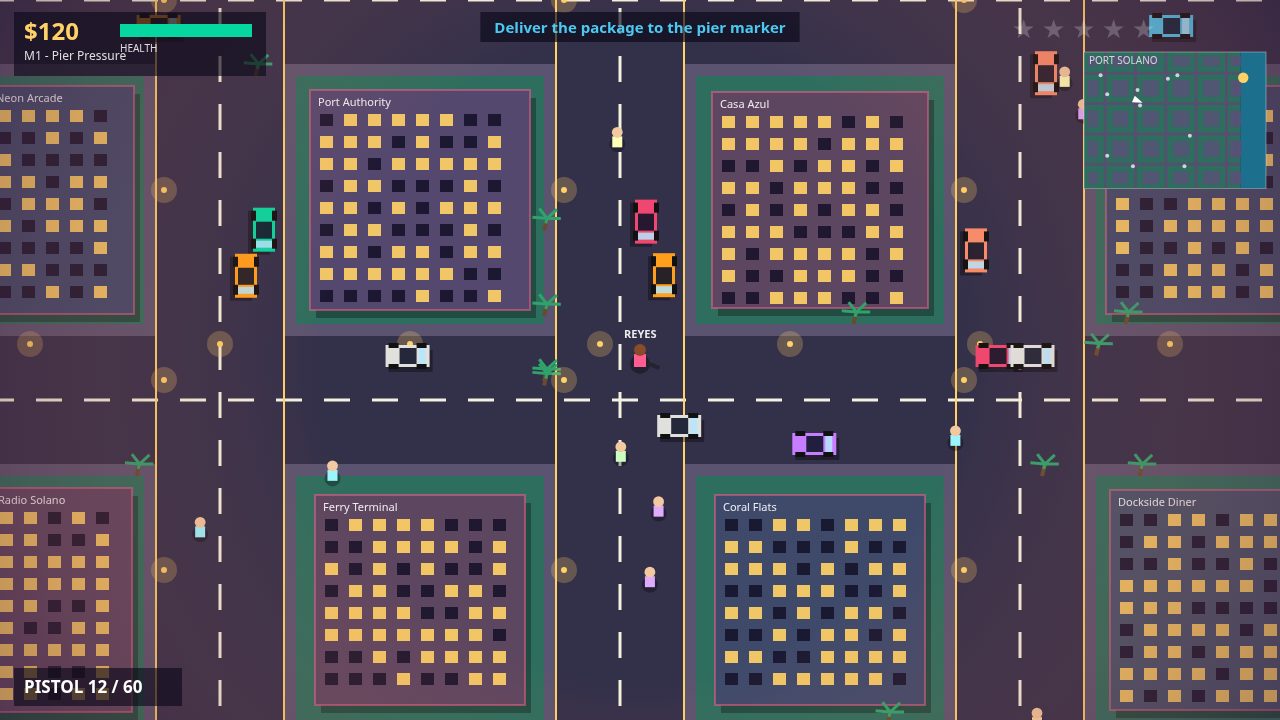 $120
HEALTH
M1 - Pier Pressure
Deliver the package to the pier marker
PORT SOLANO
Neon Arcade
Port Authority
Casa Azul
REYES
Radio Solano
Ferry Terminal
Coral Flats
Dockside Diner
PISTOL 12 / 60